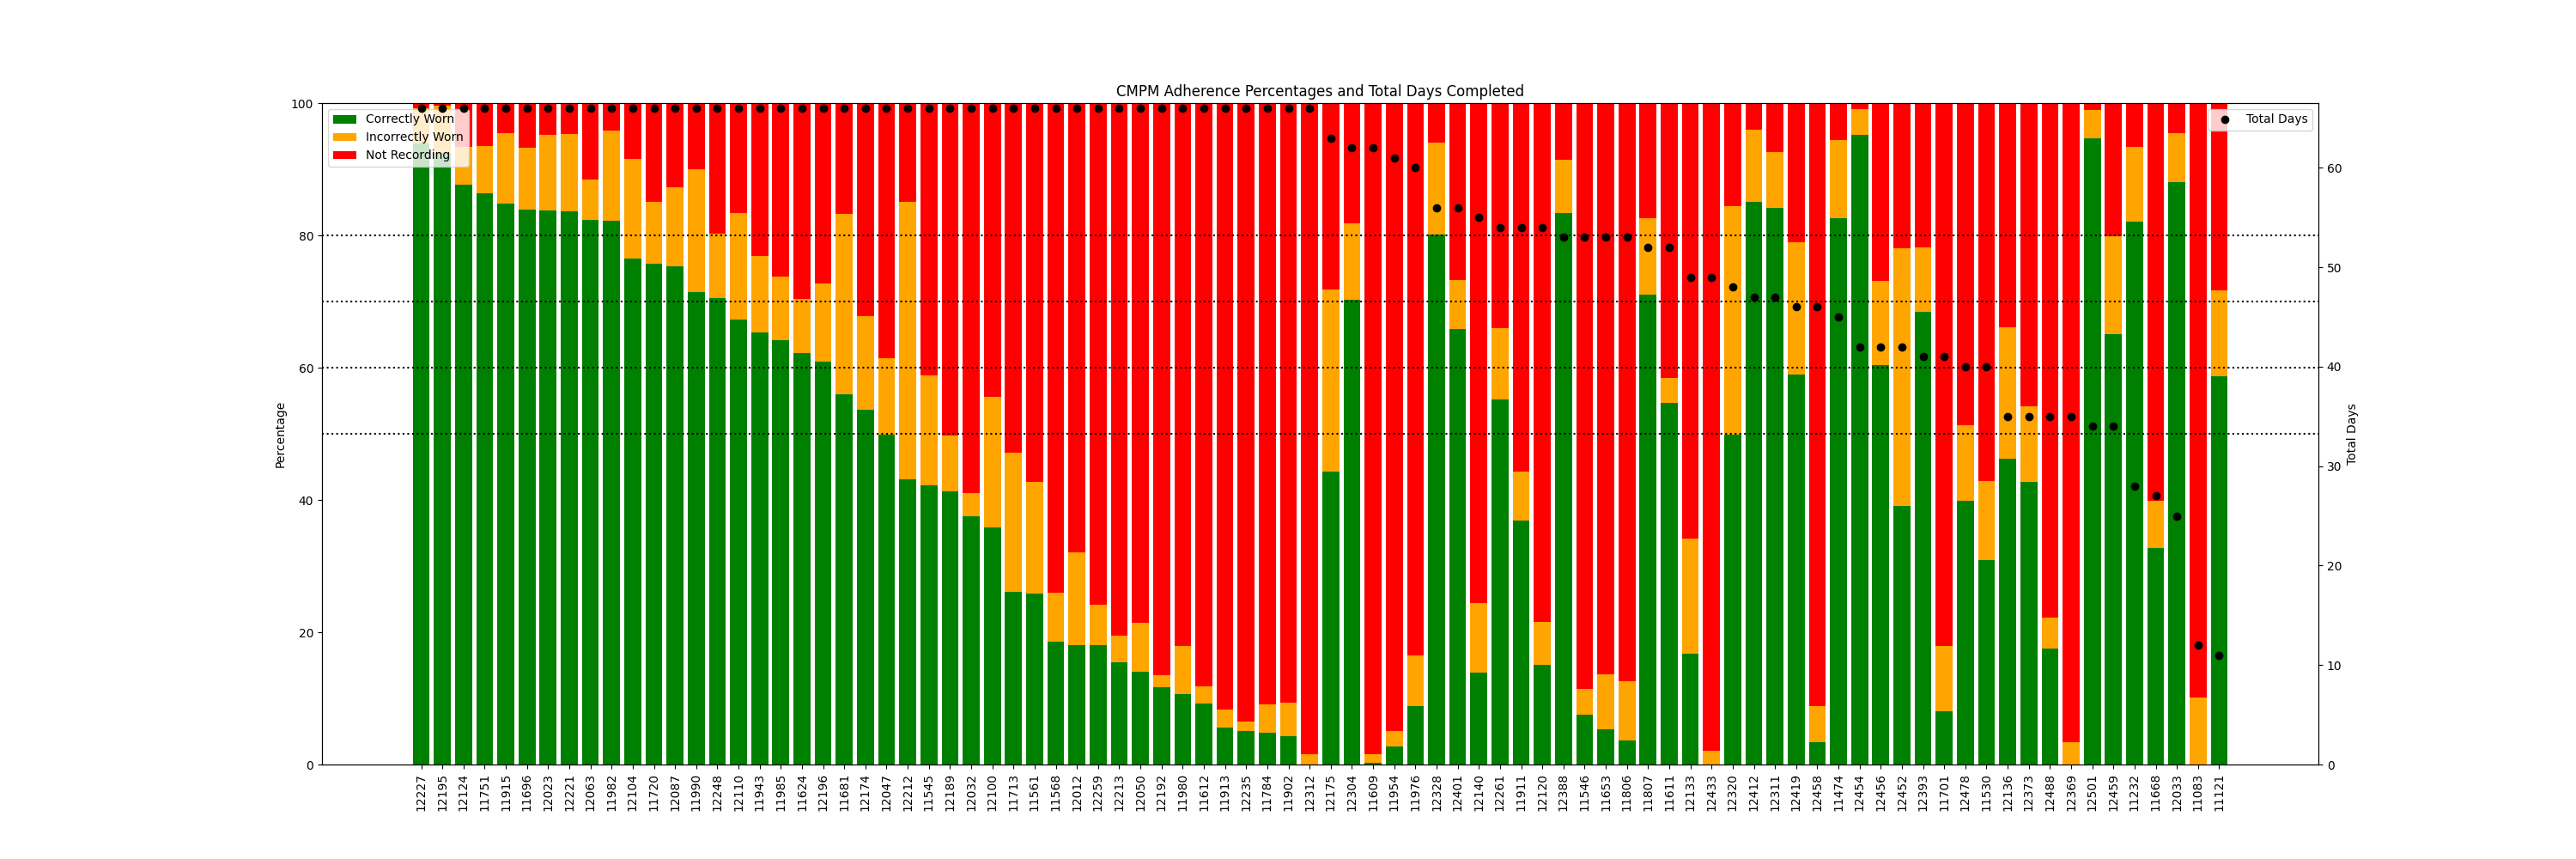 CMPM Adherence Percentages and Total Days Completed
Correctly Worn
Incorrectly Worn
Not Recording
Total Days
Percentage
100
80
60
40
20
0
Total Days
60
50
40
30
20
10
0
12227 12195 12124 11751 11915 11696 12023 12221 12063 11982 12104 11720 12087 11990 12248 12110 11943 11985 11624 12196 11681 12174 12047 12212 11545 12189 12032 12100 11713 11561 11568 12012 12259 12213 12050 12192 11980 11612 11913 12235 11784 11902 12312 12175 12304 11609 11954 11976 12328 12401 12140 12261 11911 12120 12388 11546 11653 11806 11807 11611 12133 12433 12320 12412 12311 12419 12458 11474 12454 12456 12452 12393 11701 12478 11530 12136 12373 12488 12369 12501 12459 11232 11668 12033 11083 11121